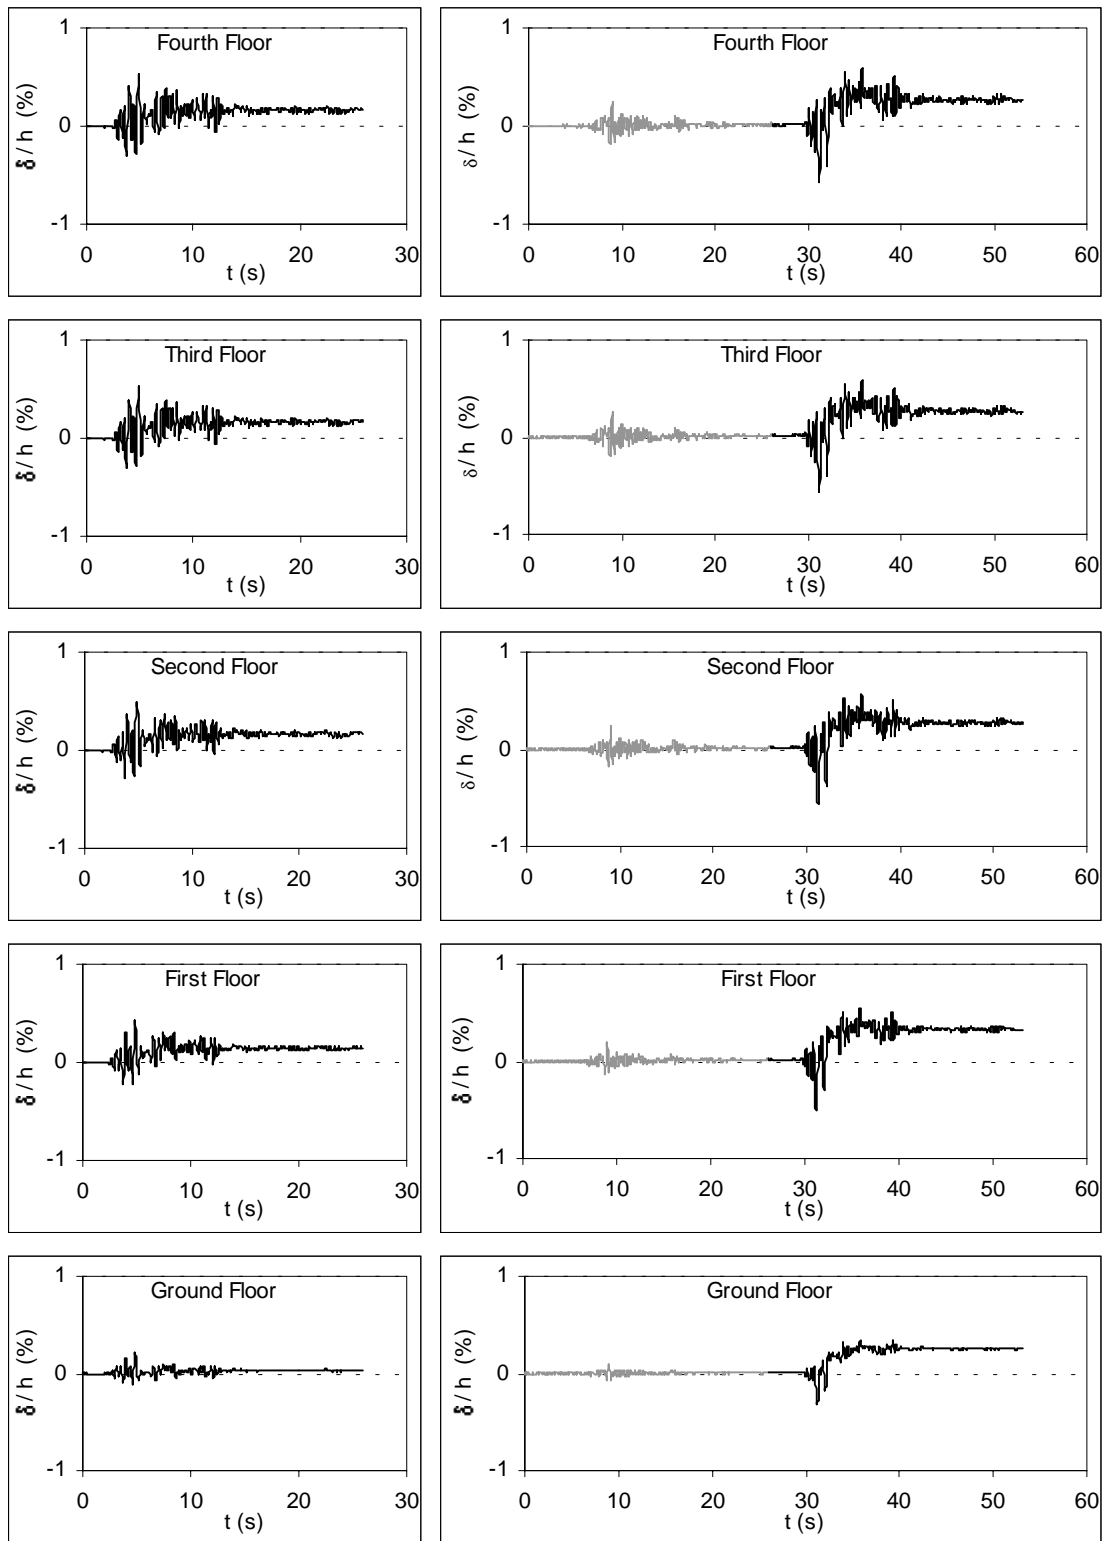 1
Fourth Floor
δ/h (%)
0
-1
0 10 20 30
t (s)
1
Fourth Floor
δ/h (%)
0
-1
0 10 20 30 40 50 60
t (s)
1
Third Floor
δ/h (%)
0
-1
0 10 20 30
t (s)
1
Third Floor
δ/h (%)
0
-1
0 10 20 30 40 50 60
t (s)
1
Second Floor
δ/h (%)
0
-1
0 10 20 30
t (s)
1
Second Floor
δ/h (%)
0
-1
0 10 20 30 40 50 60
t (s)
1
First Floor
δ/h (%)
0
-1
0 10 20 30
t (s)
1
First Floor
δ/h (%)
0
-1
0 10 20 30 40 50 60
t (s)
1
Ground Floor
δ/h (%)
0
-1
0 10 20 30
t (s)
1
Ground Floor
δ/h (%)
0
-1
0 10 20 30 40 50 60
t (s)